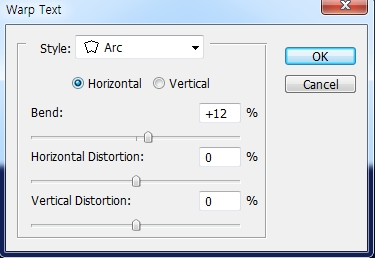 Warp Text
Style: Arc
OK
Horizontal Vertical
Cancel
Bend: +12 %
Horizontal Distortion: 0 %
Vertical Distortion: 0 %